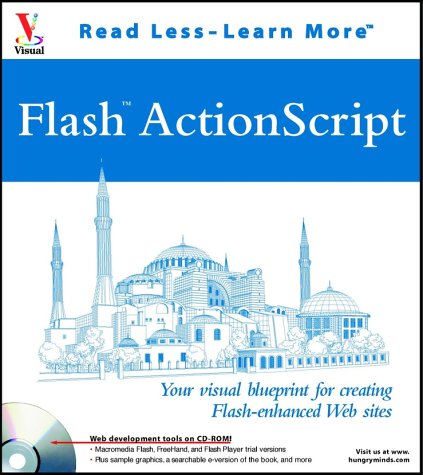 Visual
Read Less-Learn More™
Flash™ ActionScript
Your visual blueprint for creating
Flash-enhanced Web sites
Web development tools on CD-ROM!
• Macromedia Flash, FreeHand, and Flash Player trial versions
• Plus sample graphics, a searchable e-version of the book, and more
Visit us at www.
hungryminds.com